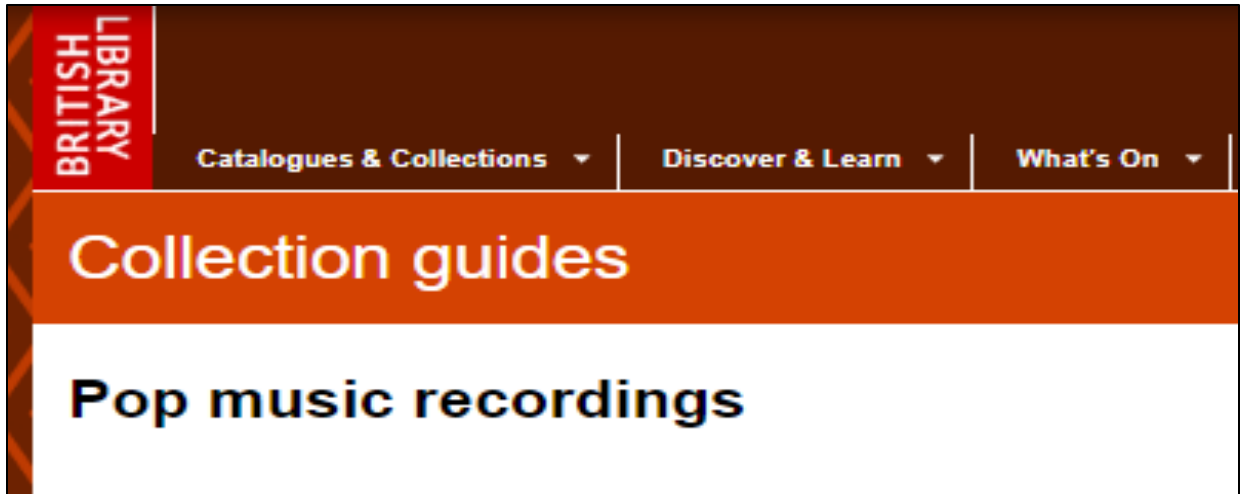 BRITISH
LIBRARY
Catalogues & Collections
Discover & Learn
What's On
Collection guides
Pop music recordings